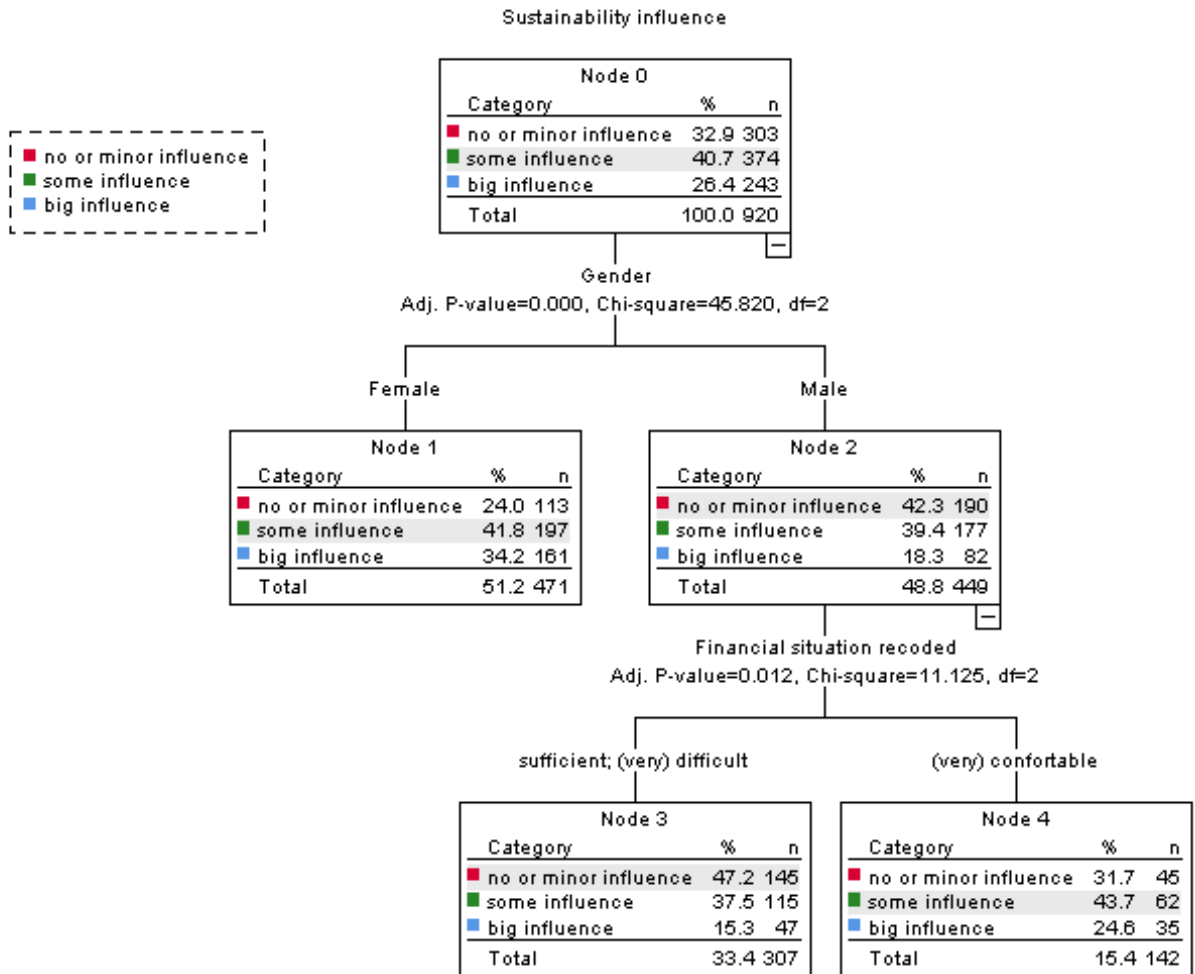 Sustainability influence
Node 0
Category % n
no or minor influence 32.9 303
some influence 40.7 374
big influence 26.4 243
Total 100.0 920
no or minor influence
some influence
big influence
Gender
Adj. P-value=0.000, Chi-square=45.820, df=2
Female
Male
Node 1
Category % n
no or minor influence 24.0 113
some influence 41.8 197
big influence 34.2 161
Total 51.2 471
Node 2
Category % n
no or minor influence 42.3 190
some influence 39.4 177
big influence 18.3 82
Total 48.8 449
Financial situation recoded
Adj. P-value=0.012, Chi-square=11.125, df=2
sufficient; (very) difficult
(very) confortable
Node 3
Category % n
no or minor influence 47.2 145
some influence 37.5 115
big influence 15.3 47
Total 33.4 307
Node 4
Category % n
no or minor influence 31.7 45
some influence 43.7 62
big influence 24.6 35
Total 15.4 142